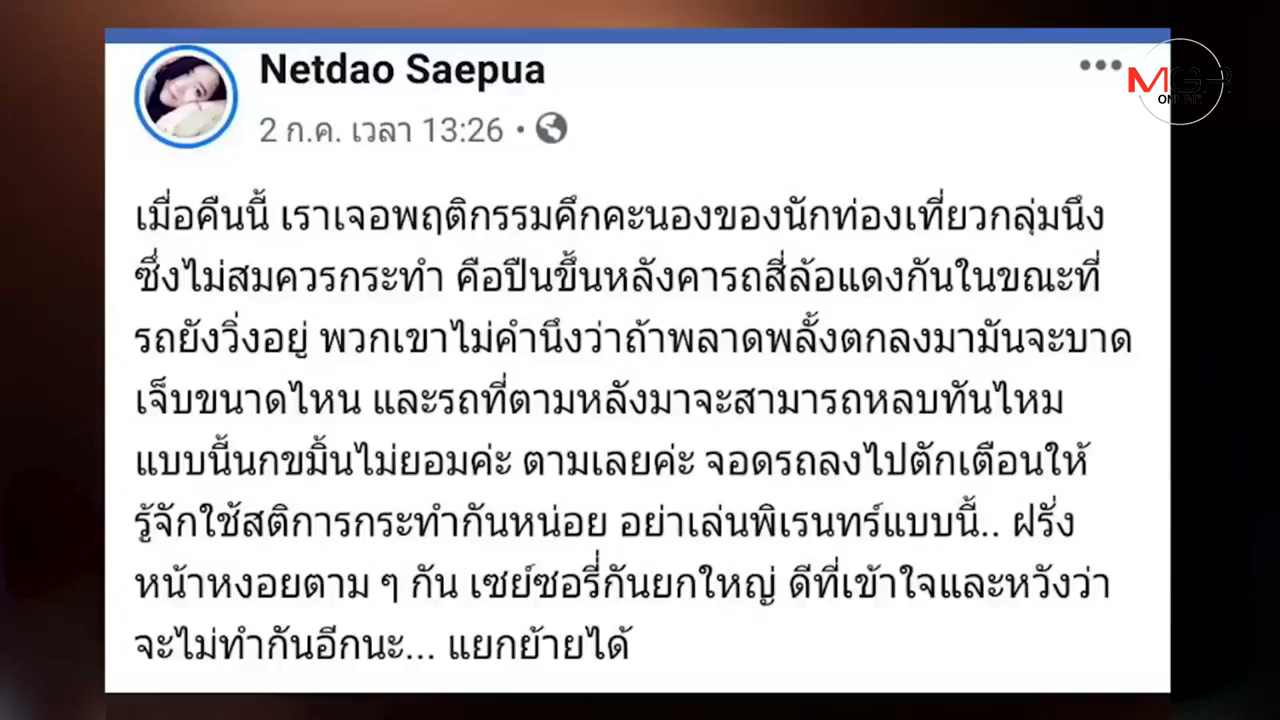 Netdao Saepua
2 ก.ค. เวลา 13:26
MGR
ONLINE
เมื่อคืนนี้ เราเจอพฤติกรรมคึกคะนองของนักท่องเที่ยวกลุ่มนึง
ซึ่งไม่สมควรกระทำ คือปีนขึ้นหลังคารถสี่ล้อแดงกันในขณะที่
รถยังวิ่งอยู่ พวกเขาไม่คำนึงว่าถ้าพลาดพลั้งตกลงมามันจะบาด
เจ็บขนาดไหน และรถที่ตามหลังมาจะสามารถหลบทันไหม
แบบนี้นกขมิ้นไม่ยอมค่ะ ตามเลยค่ะ จอดรถลงไปตักเตือนให้
รู้จักใช้สติการกระทำกันหน่อย อย่าเล่นพิเรนทร์แบบนี้.. ฝรั่ง
หน้าหงอยตาม ๆ กัน เซย์ซอรี่กันยกใหญ่ ดีที่เข้าใจและหวังว่า
จะไม่ทำกันอีกนะ... แยกย้ายได้